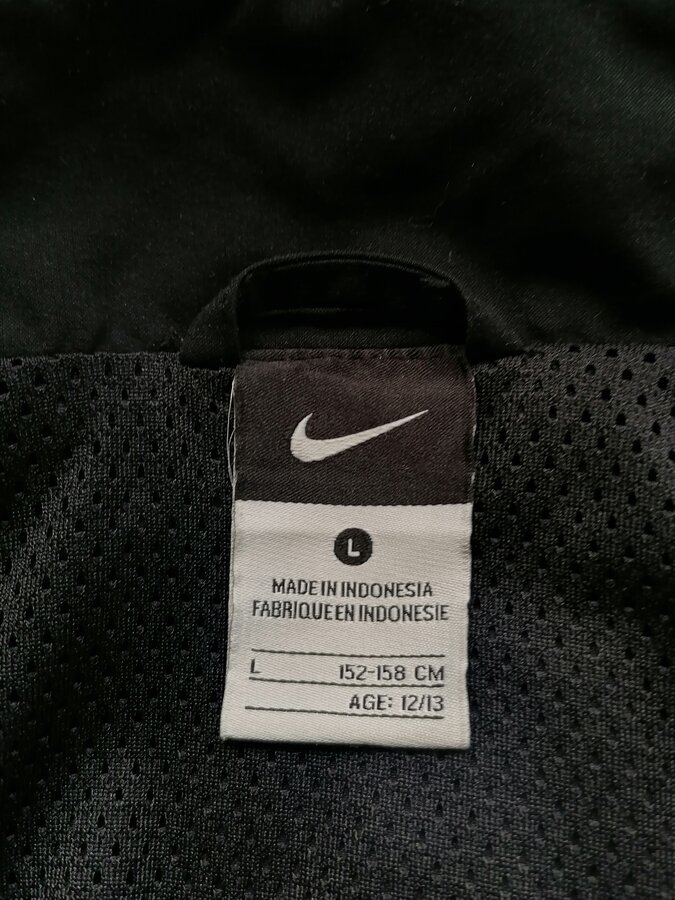 L
MADE IN INDONESIA
FABRIQUE EN INDONESIE
L 152-158 CM
AGE: 12/13